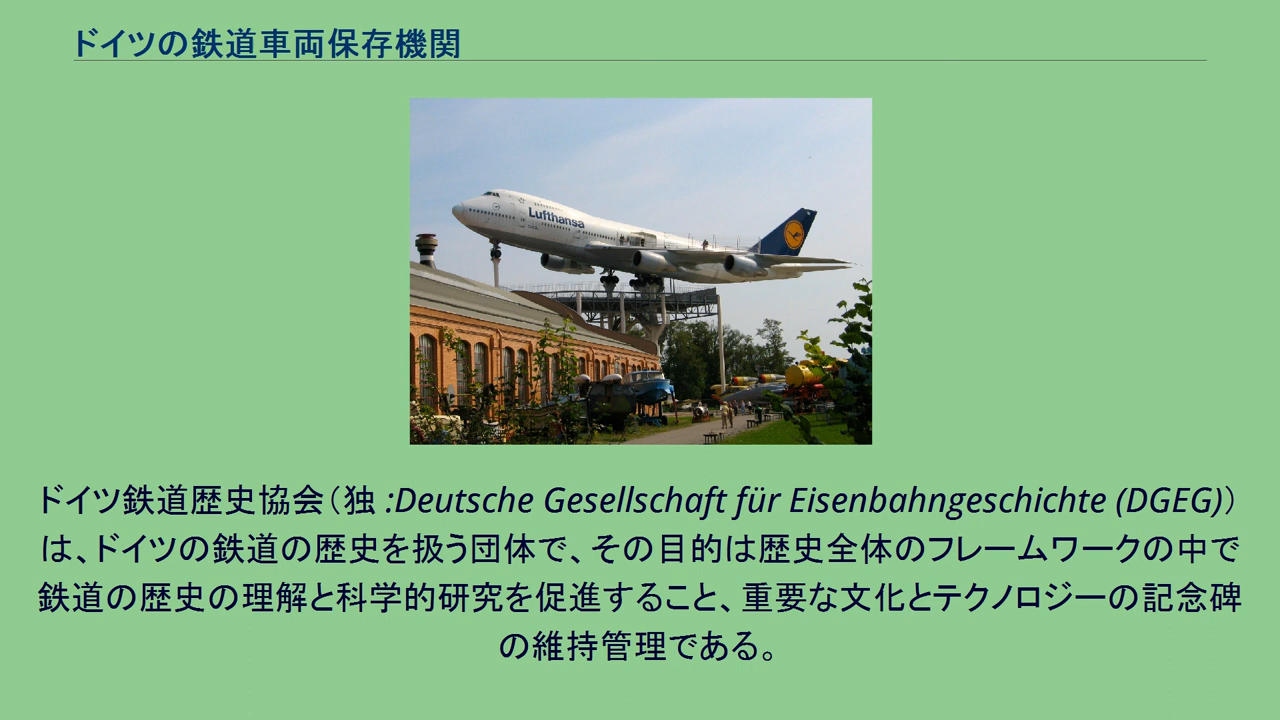 ドイツの鉄道車両保存機関
Lufthansa
ドイツ鉄道歴史協会（独 :Deutsche Gesellschaft für Eisenbahngeschichte (DGEG)）
は、ドイツの鉄道の歴史を扱う団体で、その目的は歴史全体のフレームワークの中で
鉄道の歴史の理解と科学的研究を促進すること、重要な文化とテクノロジーの記念碑
の維持管理である。